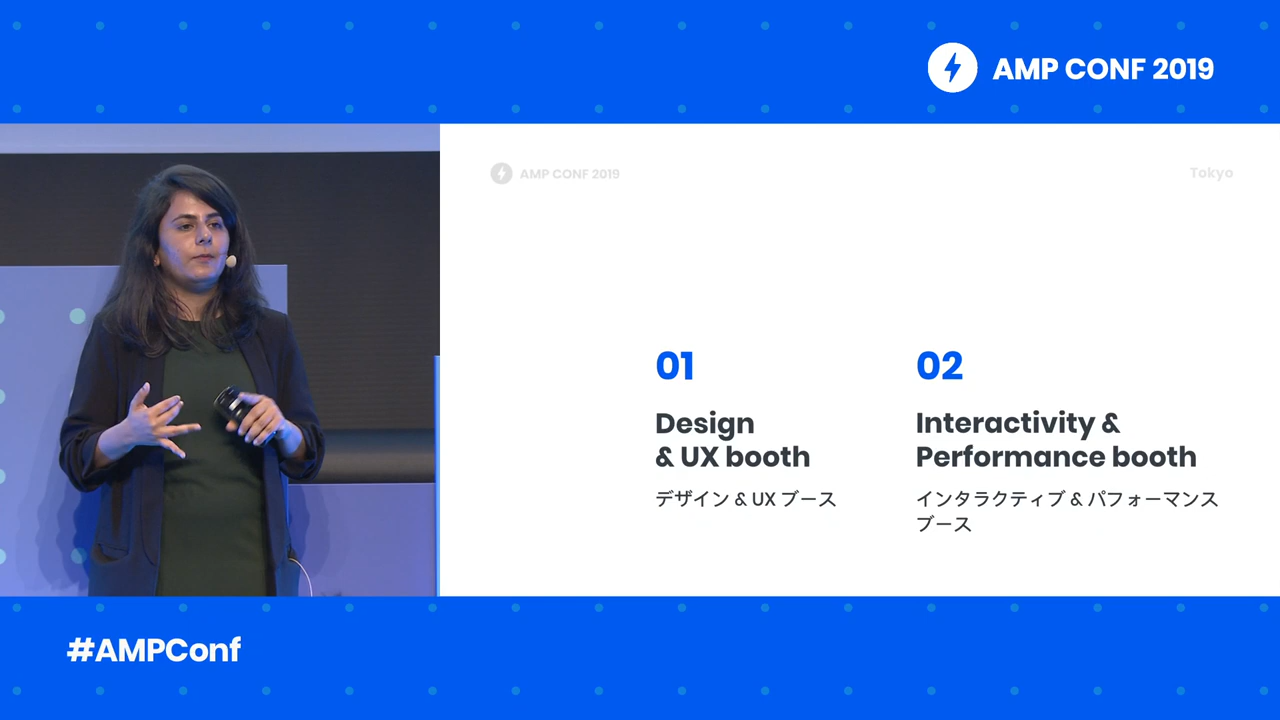 AMP CONF 2019
AMP CONF 2019
Tokyo
01
Design
& UX booth
デザイン & UX ブース
02
Interactivity &
Performance booth
インタラクティブ & パフォーマンス
ブース
#AMPConf